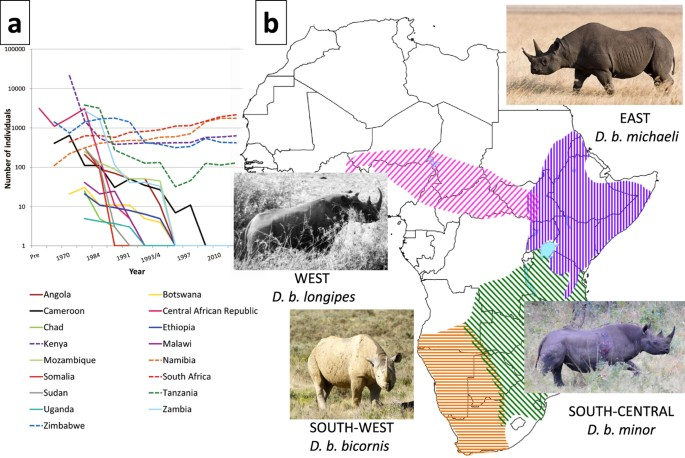 a
b
Number of individuals
100000
10000
1000
100
10
1
Pre
1970
1984
1991
1993/4
1997
2010
Year
Angola
Botswana
Cameroon
Central African Republic
Chad
Ethiopia
Kenya
Malawi
Mozambique
Namibia
Somalia
South Africa
Sudan
Tanzania
Uganda
Zambia
Zimbabwe
EAST
D. b. michaeli
WEST
D. b. longipes
SOUTH-WEST
D. b. bicornis
SOUTH-CENTRAL
D. b. minor